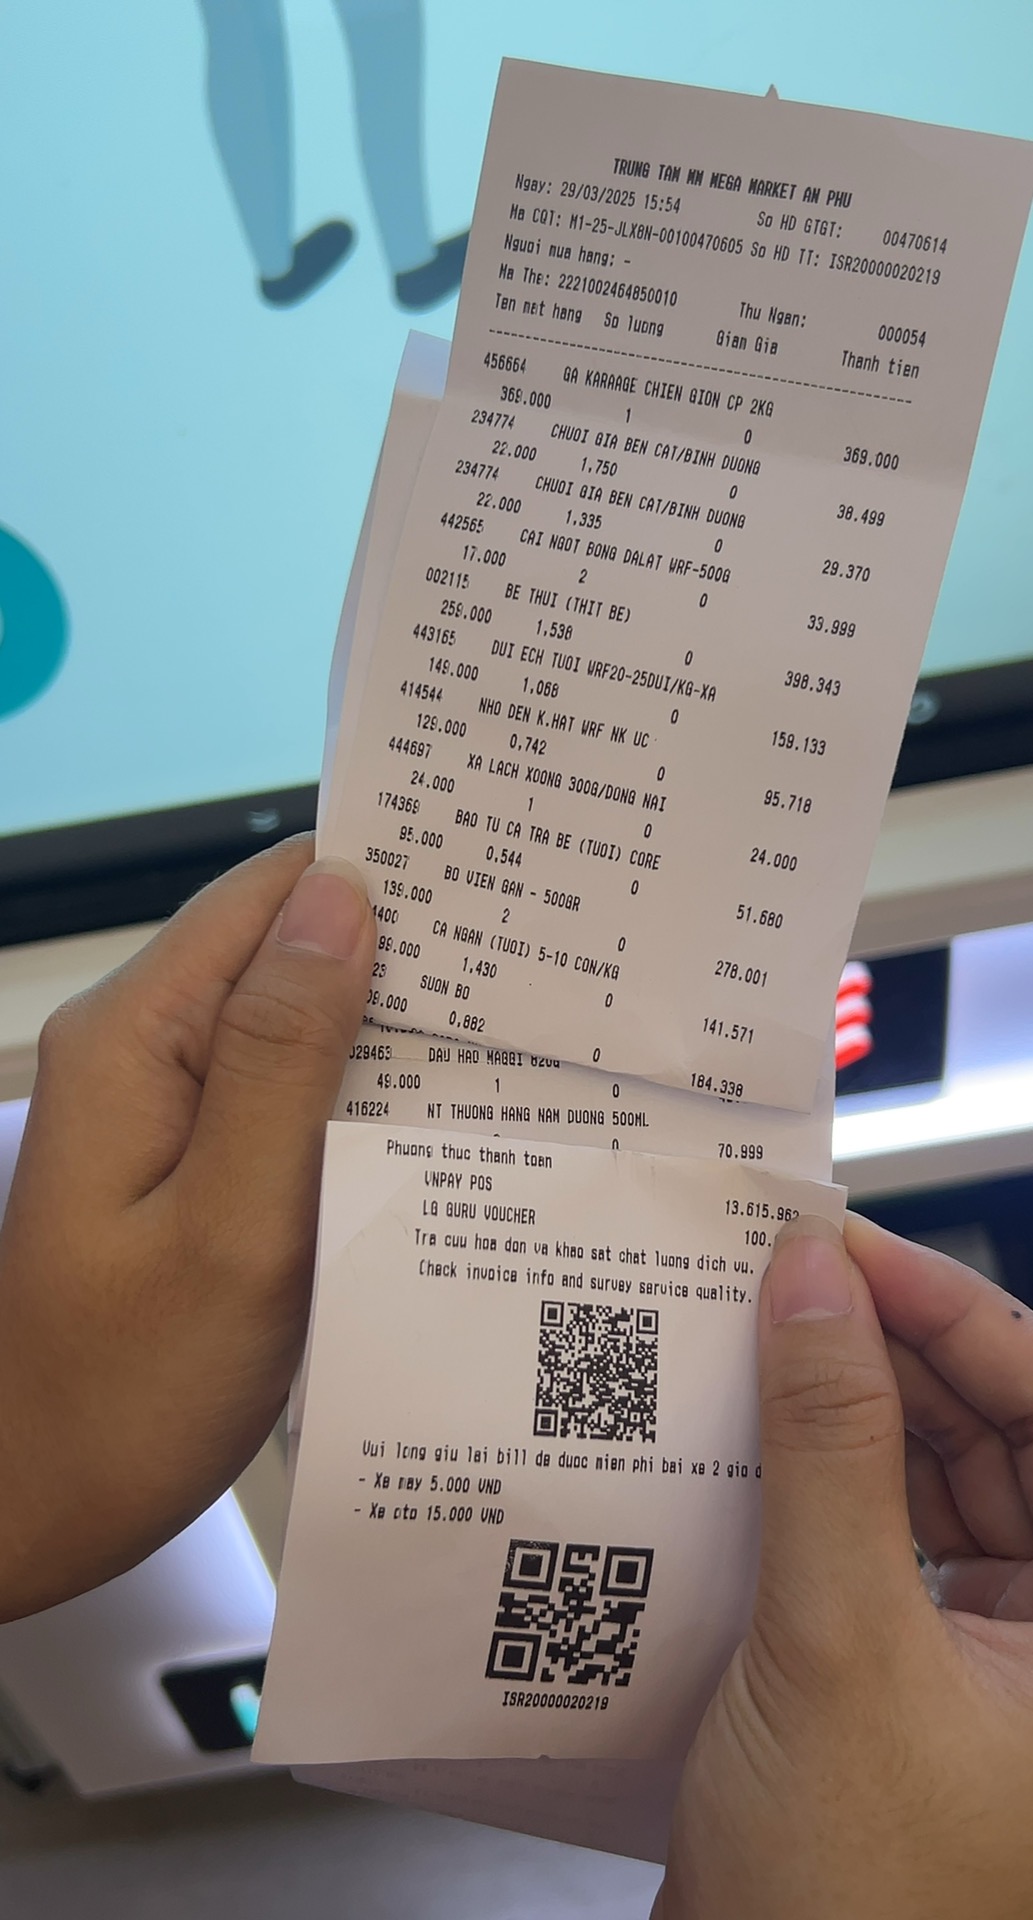 TRUNG TAM MM MEGA MARKET AN PHU
Ngay: 29/03/2025 15:54 So HD GTGT: 00470614
Ma CQT: M1-25-JLX8N-00100470605 So HD TT: ISR20000020219
Nguoi mua hang: -
Ma The: 2221002464850010 Thu Ngan: 000054
Ten mat hang So luong Giam Gia Thanh tien
456664 GA KARAAGE CHIEN GION CP 2KG
369.000 1 0 369.000
234774 CHUOI GIA BEN CAT/BINH DUONG
22.000 1,750 0 38.499
234774 CHUOI GIA BEN CAT/BINH DUONG
22.000 1,335 0 29.370
442565 CAI NGOT BONG DALAT WRF-500G
17.000 2 0 33.999
002115 BE THUI (THIT BE)
259.000 1,538 0 398.343
443165 DUI ECH TUOI WRF20-25DUI/KG-XA
149.000 1,068 0 159.133
414544 NHO DEN K.HAT WRF NK UC
129.000 0,742 0 95.718
444697 XA LACH XOONG 300G/DONG NAI
24.000 1 0 24.000
174369 BAO TU CA TRA BE (TUOI) CORE
95.000 0,544 0 51.680
350027 BO VIEN GAN - 500GR
139.000 2 0 278.001
4400 CA NGAN (TUOI) 5-10 CON/KG
99.000 1,430 0 141.571
23 SUON BO
09.000 0,882 0 184.338
029463 DAU HAO MAGGI 820G
49.000 1 0
416224 NT THUONG HANG NAM DUONG 500ML
0 70.999
Phuong thuc thanh toan
VNPAY POS 13.615.962
LG GURU VOUCHER 100.
Tra cuu hoa don va khao sat chat luong dich vu.
Check invoice info and survey service quality.
Vui long giu lai bill de duoc mien phi bai xe 2 gio d
- Xe may 5.000 VND
- Xe oto 15.000 VND
ISR20000020219